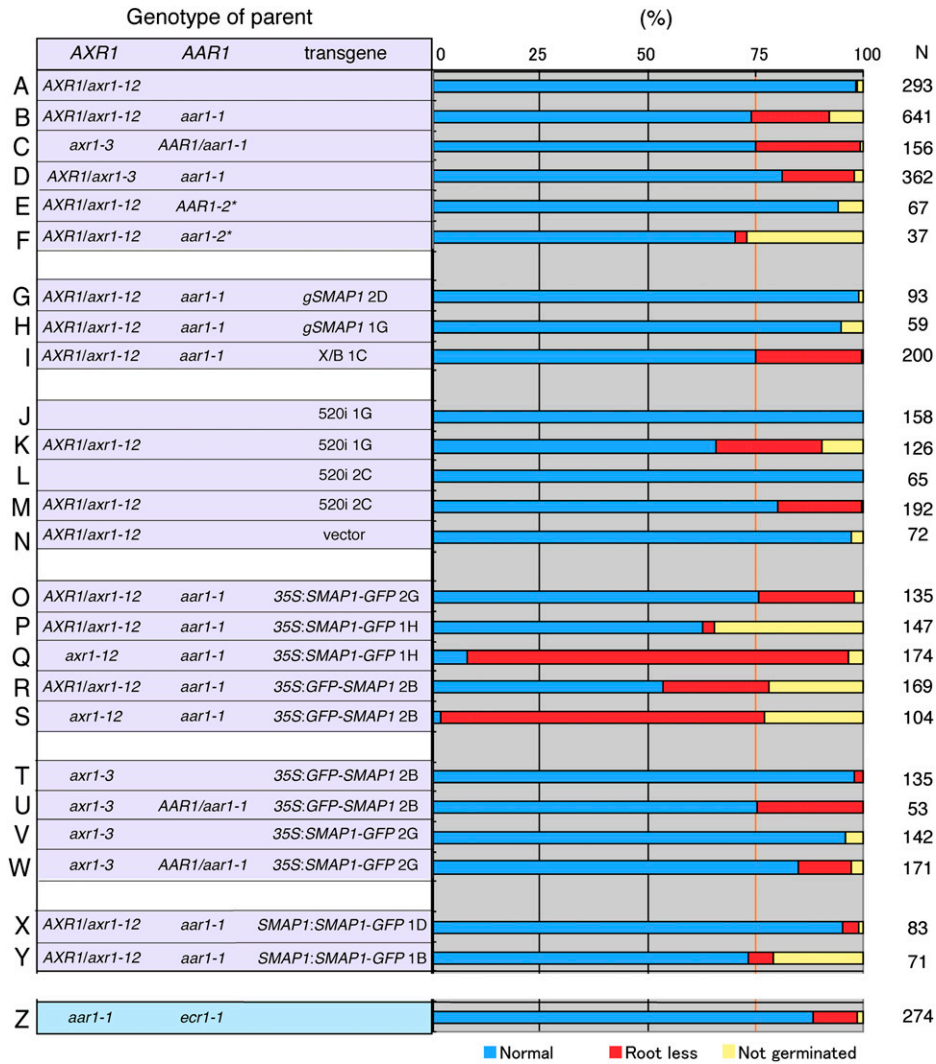 Genotype of parent (%)
AXR1 AAR1 transgene 0 25 50 75 100 N
A AXR1/axr1-12 293
B AXR1/axr1-12 aar1-1 641
C axr1-3 AAR1/aar1-1 156
D AXR1/axr1-3 aar1-1 362
E AXR1/axr1-12 AAR1-2* 67
F AXR1/axr1-12 aar1-2* 37
G AXR1/axr1-12 aar1-1 gSMAP1 2D 93
H AXR1/axr1-12 aar1-1 gSMAP1 1G 59
I AXR1/axr1-12 aar1-1 X/B 1C 200
J 520i 1G 158
K AXR1/axr1-12 520i 1G 126
L 520i 2C 65
M AXR1/axr1-12 520i 2C 192
N AXR1/axr1-12 vector 72
O AXR1/axr1-12 aar1-1 35S:SMAP1-GFP 2G 135
P AXR1/axr1-12 aar1-1 35S:SMAP1-GFP 1H 147
Q axr1-12 aar1-1 35S:SMAP1-GFP 1H 174
R AXR1/axr1-12 aar1-1 35S:GFP-SMAP1 2B 169
S axr1-12 aar1-1 35S:GFP-SMAP1 2B 104
T axr1-3 35S:GFP-SMAP1 2B 135
U axr1-3 AAR1/aar1-1 35S:GFP-SMAP1 2B 53
V axr1-3 35S:SMAP1-GFP 2G 142
W axr1-3 AAR1/aar1-1 35S:SMAP1-GFP 2G 171
X AXR1/axr1-12 aar1-1 SMAP1:SMAP1-GFP 1D 83
Y AXR1/axr1-12 aar1-1 SMAP1:SMAP1-GFP 1B 71
Z aar1-1 ecr1-1 274
Normal Root less Not germinated